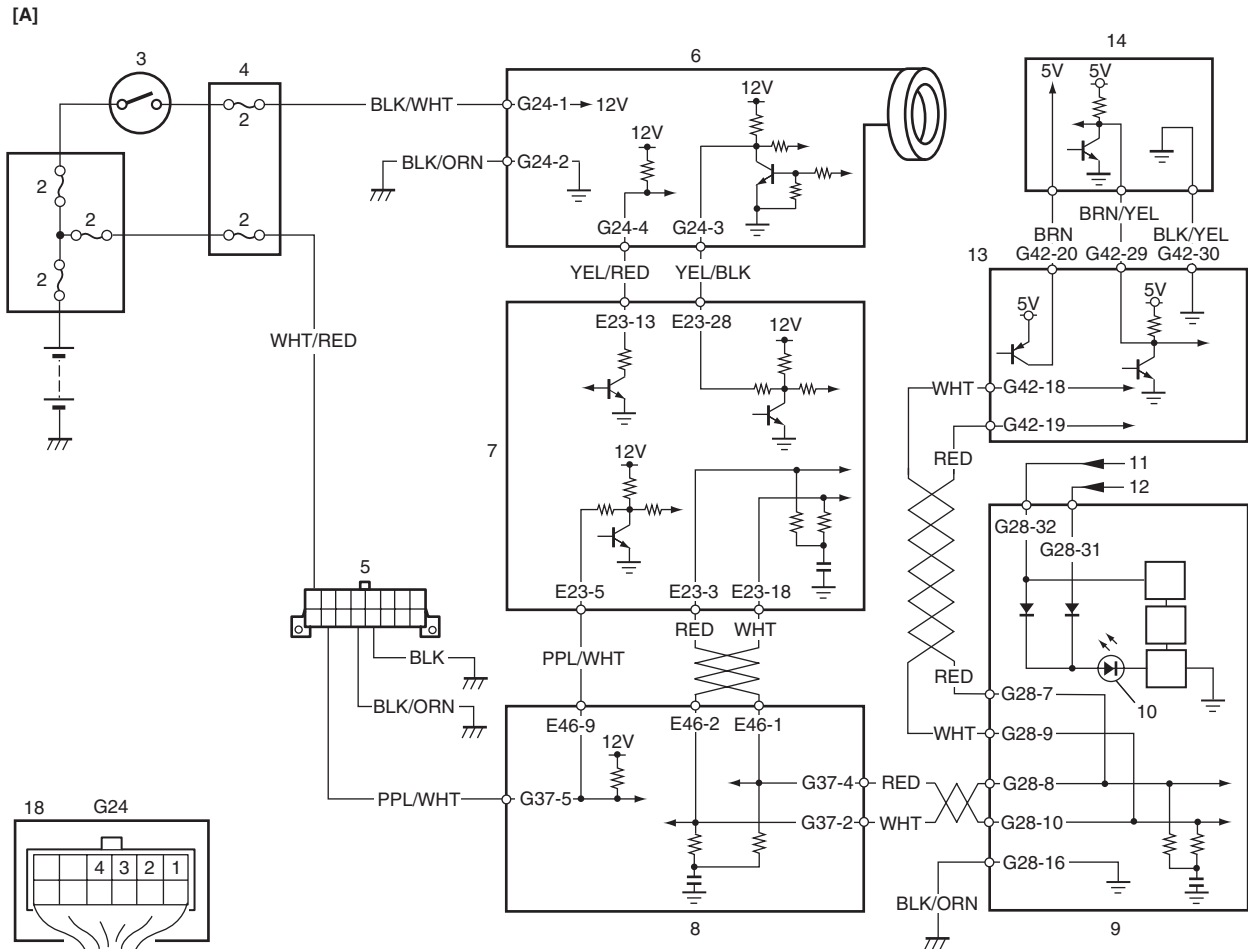 [A]
3
4
6
14
2
2
2
2
2
BLK/WHT
G24-1
12V
BLK/ORN
G24-2
12V
12V
G24-4
G24-3
YEL/RED
YEL/BLK
5V
5V
BRN
BRN/YEL
BLK/YEL
13
G42-20
G42-29
G42-30
5V
5V
WHT
G42-18
G42-19
RED
WHT/RED
7
E23-13
E23-28
12V
12V
E23-5
E23-3
E23-18
RED
WHT
PPL/WHT
5
BLK
BLK/ORN
PPL/WHT
11
12
G28-32
G28-31
10
RED
G28-7
WHT
G28-9
E46-9
E46-2
E46-1
12V
G37-5
G37-4
RED
G28-8
G37-2
WHT
G28-10
G28-16
BLK/ORN
8
9
18
G24
4 3 2 1